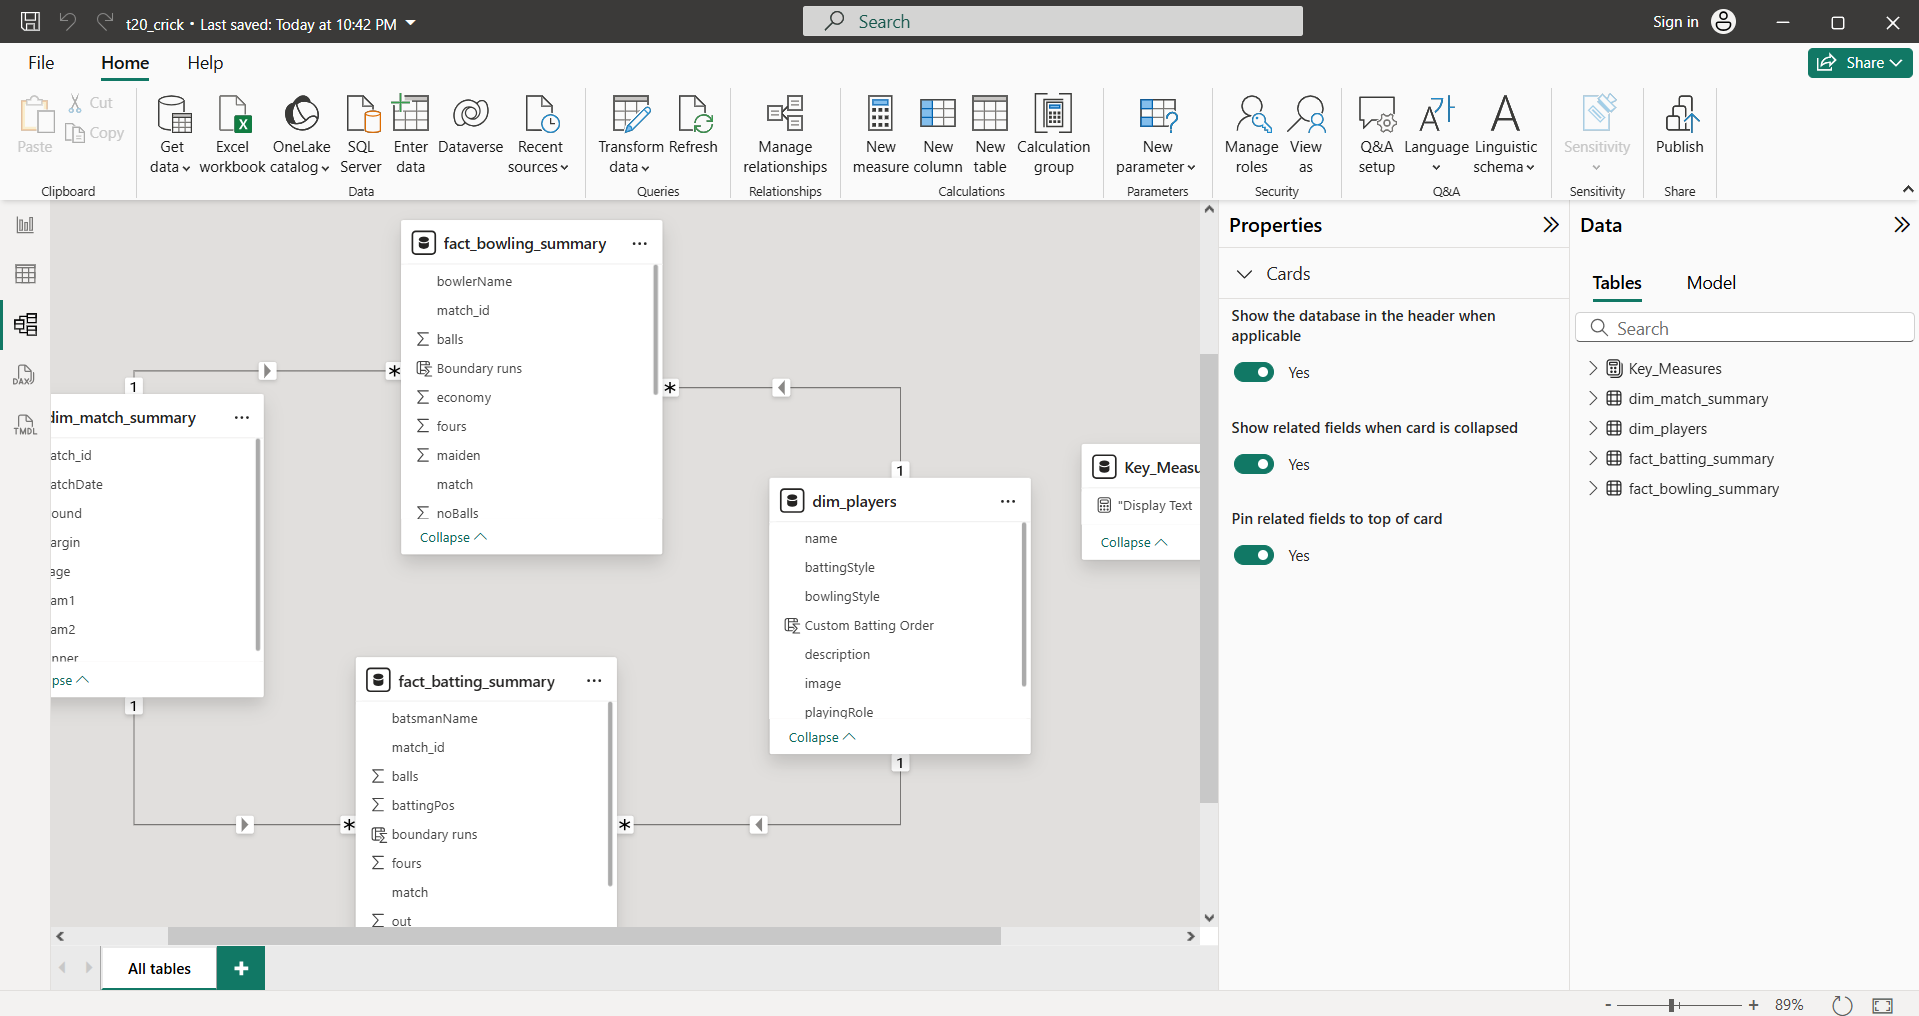 t20_crick • Last saved: Today at 10:42 PM
Search
Sign in
File
Home
Help
Share
Paste
Cut
Copy
Clipboard
Get data
Excel workbook
OneLake catalog
SQL Server
Enter data
Dataverse
Recent sources
Data
Transform data
Refresh
Queries
Manage relationships
Relationships
New measure
New column
New table
Calculation group
Calculations
New parameter
Parameters
Manage roles
View as
Security
Q&A setup
Language
Linguistic schema
Q&A
Sensitivity
Sensitivity
Publish
Share
DAX
TMDL
fact_bowling_summary
bowlerName
match_id
balls
Boundary runs
economy
fours
maiden
match
noBalls
Collapse
1
*
*
1
dim_match_summary
atch_id
atchDate
ound
argin
age
am1
am2
nner
pse
1
*
*
1
dim_players
name
battingStyle
bowlingStyle
Custom Batting Order
description
image
playingRole
Collapse
Key_Measu
"Display Text
Collapse
fact_batting_summary
batsmanName
match_id
balls
battingPos
boundary runs
fours
match
out
All tables
+
Properties
Cards
Show the database in the header when
applicable
Yes
Show related fields when card is collapsed
Yes
Pin related fields to top of card
Yes
Data
Tables
Model
Search
Key_Measures
dim_match_summary
dim_players
fact_batting_summary
fact_bowling_summary
- + 89%